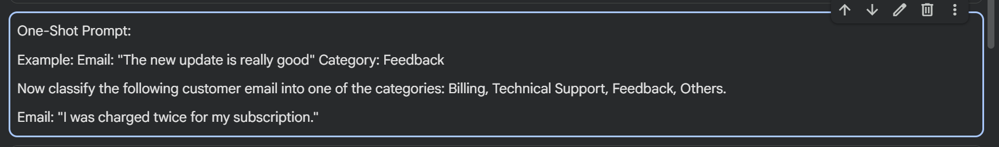 One-Shot Prompt:
Example: Email: "The new update is really good" Category: Feedback
Now classify the following customer email into one of the categories: Billing, Technical Support, Feedback, Others.
Email: "I was charged twice for my subscription."